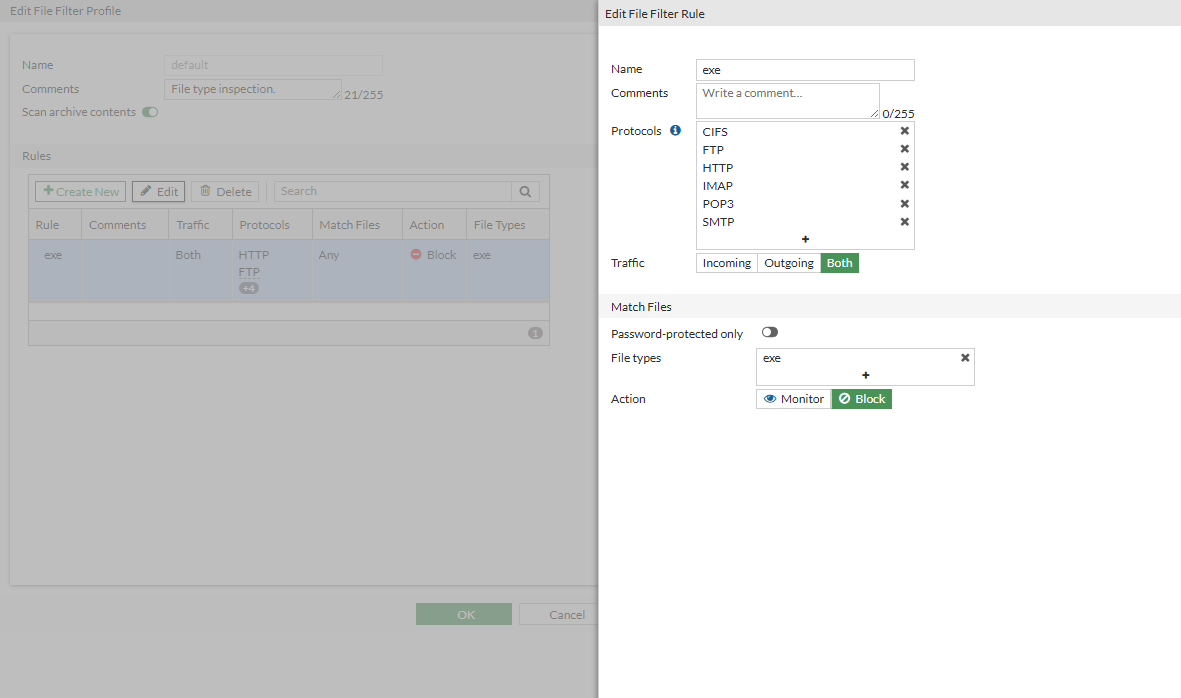 Edit File Filter Profile
Name
default
Comments
File type inspection.
21/255
Scan archive contents
Rules
Create New
Edit
Delete
Search
Rule Comments Traffic Protocols Match Files Action File Types
exe Both HTTP Any Block exe
FTP
+4
1
OK
Cancel
Edit File Filter Rule
Name
exe
Comments
Write a comment...
0/255
Protocols
CIFS
FTP
HTTP
IMAP
POP3
SMTP
Traffic
Incoming Outgoing Both
Match Files
Password-protected only
File types
exe
Action
Monitor Block